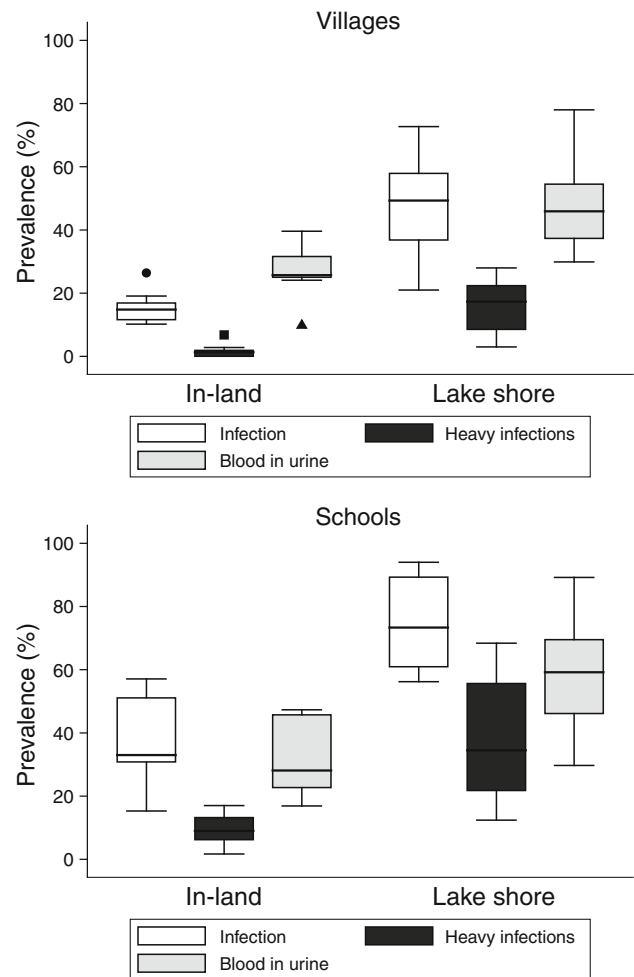 Villages
Prevalence (%)
100
80
60
40
20
0
In-land Lake shore
Infection Heavy infections
Blood in urine
Schools
Prevalence (%)
100
80
60
40
20
0
In-land Lake shore
Infection Heavy infections
Blood in urine